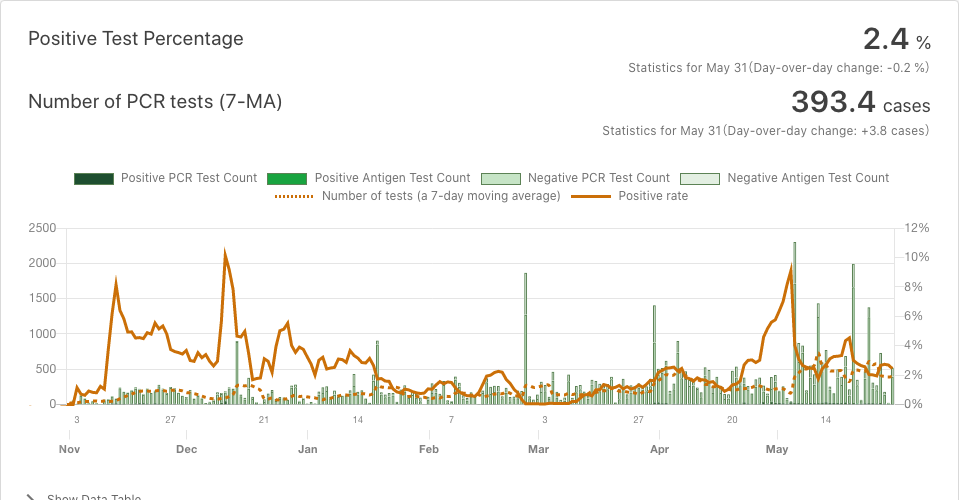 Positive Test Percentage
2.4 %
Statistics for May 31(Day-over-day change: -0.2 %)
Number of PCR tests (7-MA)
393.4 cases
Statistics for May 31(Day-over-day change: +3.8 cases)
Positive PCR Test Count Positive Antigen Test Count Negative PCR Test Count Negative Antigen Test Count
Number of tests (a 7-day moving average) Positive rate
2500 12%
2000 10%
1500 8%
1000 6%
500 4%
0 2%
0%
3 27 21 14 7 3 27 20 14
Nov Dec Jan Feb Mar Apr May
Show Data Table